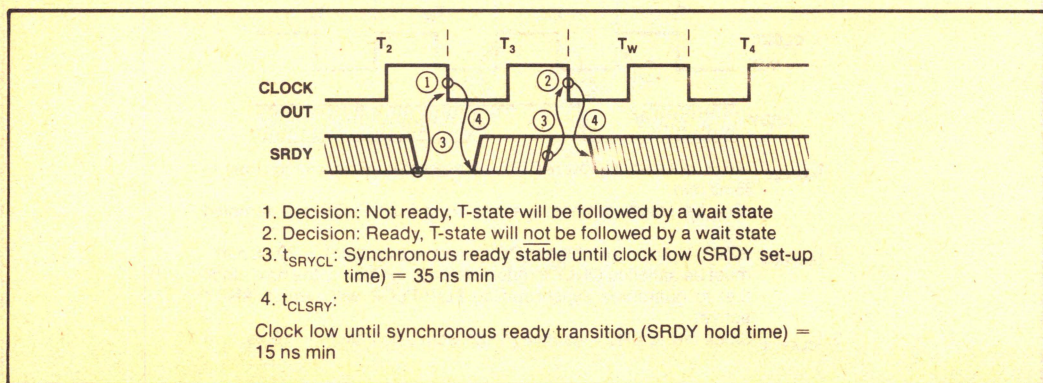 T2 T3 TW T4
CLOCK OUT
1 2
4 4
3 3
SRDY
1. Decision: Not ready, T-state will be followed by a wait state
2. Decision: Ready, T-state will not be followed by a wait state
3. tSRYCL: Synchronous ready stable until clock low (SRDY set-up
time) = 35 ns min
4. tCLSRY:
Clock low until synchronous ready transition (SRDY hold time) =
15 ns min